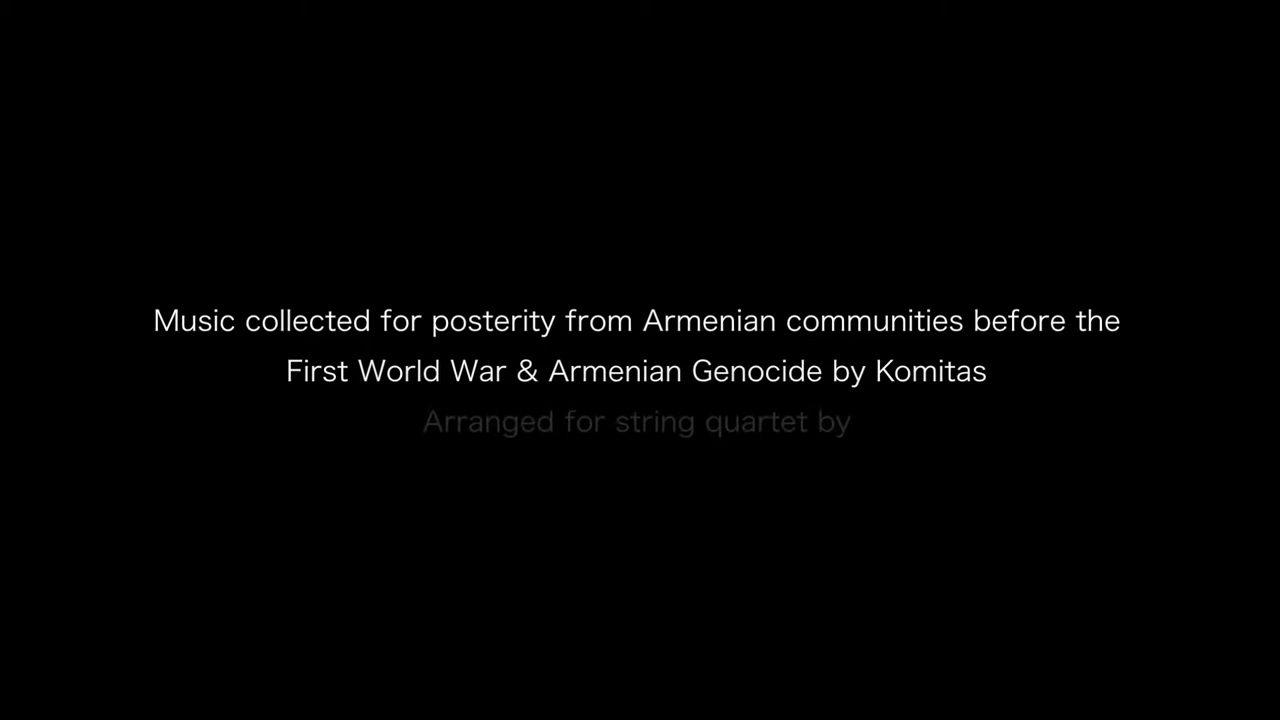 Music collected for posterity from Armenian communities before the
First World War & Armenian Genocide by Komitas
Arranged for string quartet by